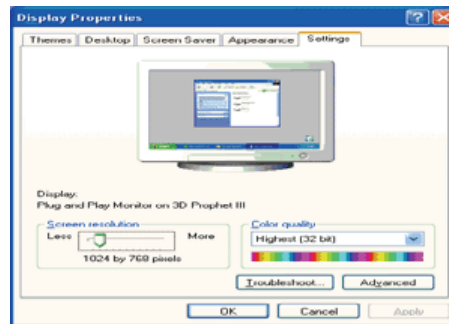 Display Properties
Themes Desktop Screen Saver Appearance Settings
Display:
Plug and Play Monitor on 3D Prophet III
Screen resolution
Less More
1024 by 768 pixels
Color quality
Highest (32 bit)
Troubleshoot... Advanced
OK Cancel Apply